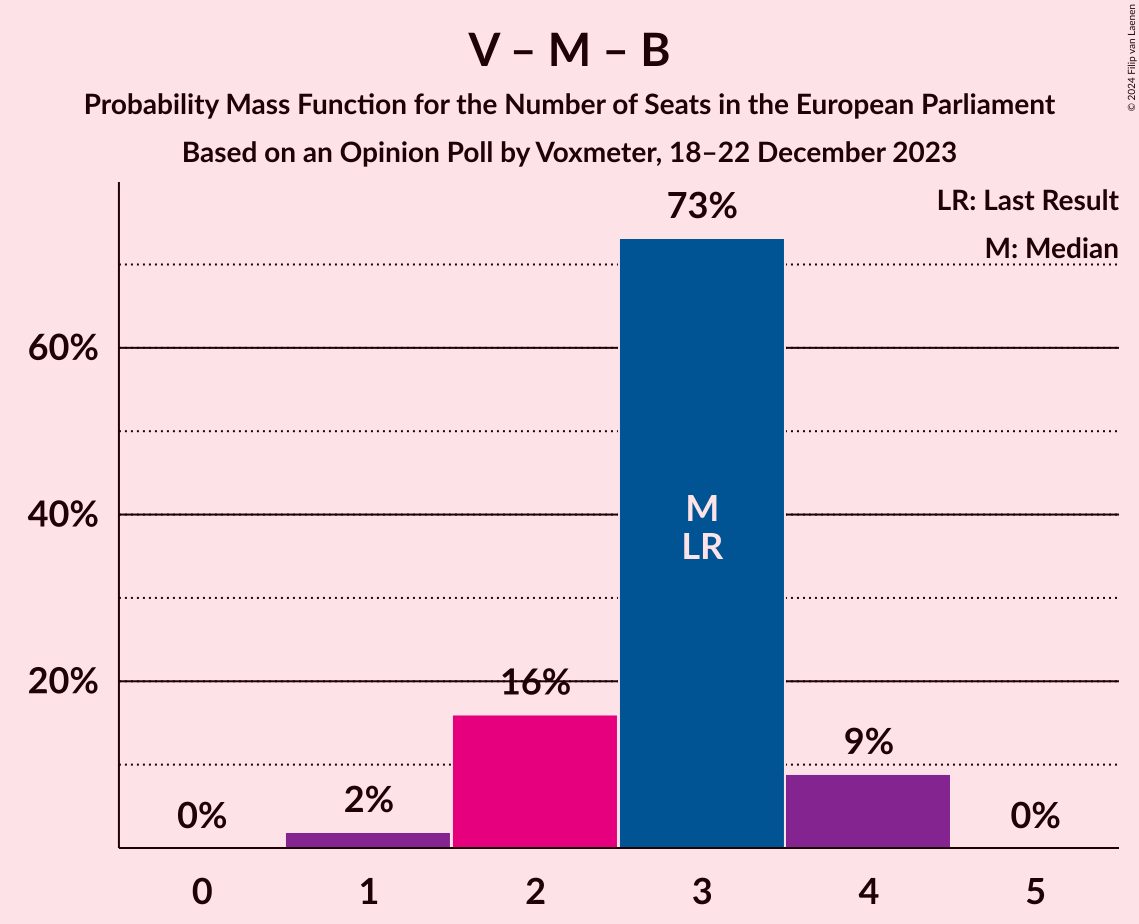 V – M – B
Probability Mass Function for the Number of Seats in the European Parliament
Based on an Opinion Poll by Voxmeter, 18–22 December 2023
© 2024 Filip van Laenen
LR: Last Result
M: Median
73%
60%
40%
20%
M
LR
16%
9%
2%
0%
0%
0 1 2 3 4 5